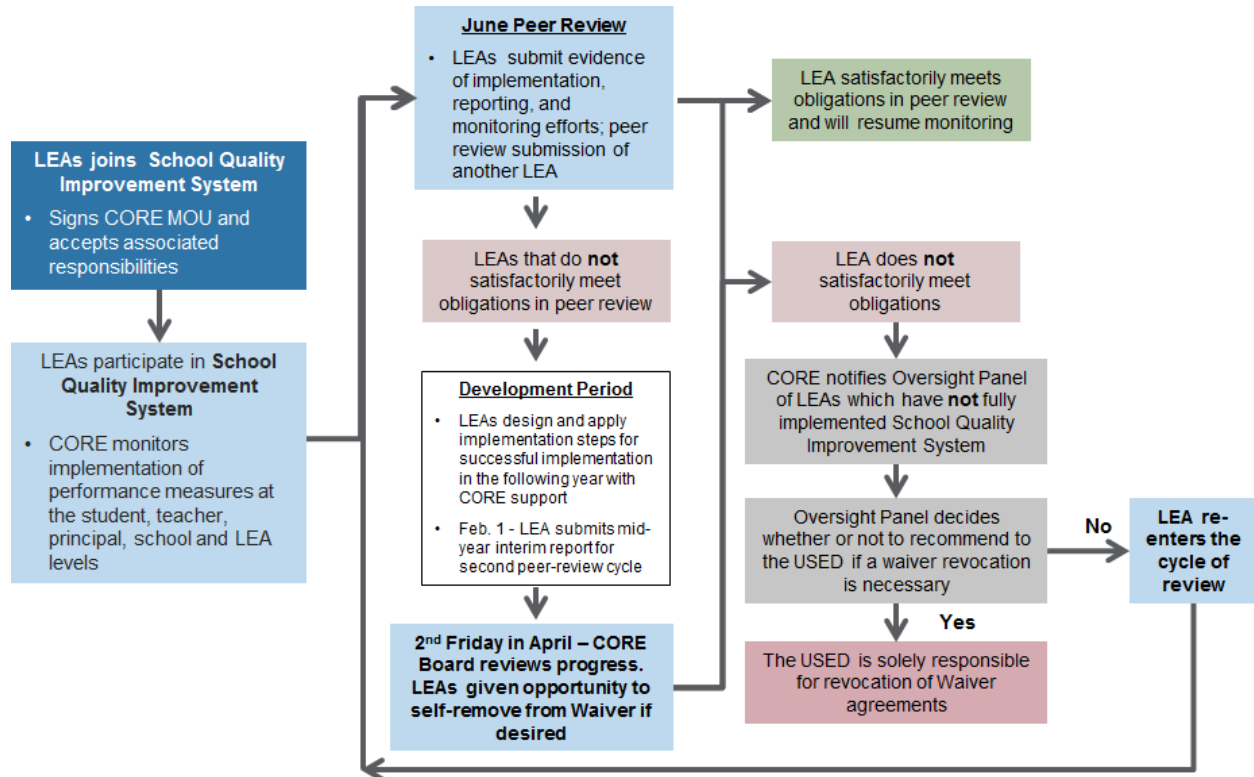 LEAs joins School Quality
Improvement System
• Signs CORE MOU and
accepts associated
responsibilities
LEAs participate in School
Quality Improvement
System
• CORE monitors
implementation of
performance measures at
the student, teacher,
principal, school and LEA
levels
June Peer Review
• LEAs submit evidence
of implementation,
reporting, and
monitoring efforts; peer
review submission of
another LEA
LEAs that do not
satisfactorily meet
obligations in peer review
Development Period
• LEAs design and apply
implementation steps for
successful implementation
in the following year with
CORE support
• Feb. 1 - LEA submits mid-
year interim report for
second peer-review cycle
2nd Friday in April – CORE
Board reviews progress.
LEAs given opportunity to
self-remove from Waiver if
desired
LEA satisfactorily meets
obligations in peer review
and will resume monitoring
LEA does not
satisfactorily meet
obligations
CORE notifies Oversight Panel
of LEAs which have not fully
implemented School Quality
Improvement System
Oversight Panel decides
whether or not to recommend to
the USED if a waiver revocation
is necessary
No
LEA re-
enters the
cycle of
review
Yes
The USED is solely responsible
for revocation of Waiver
agreements